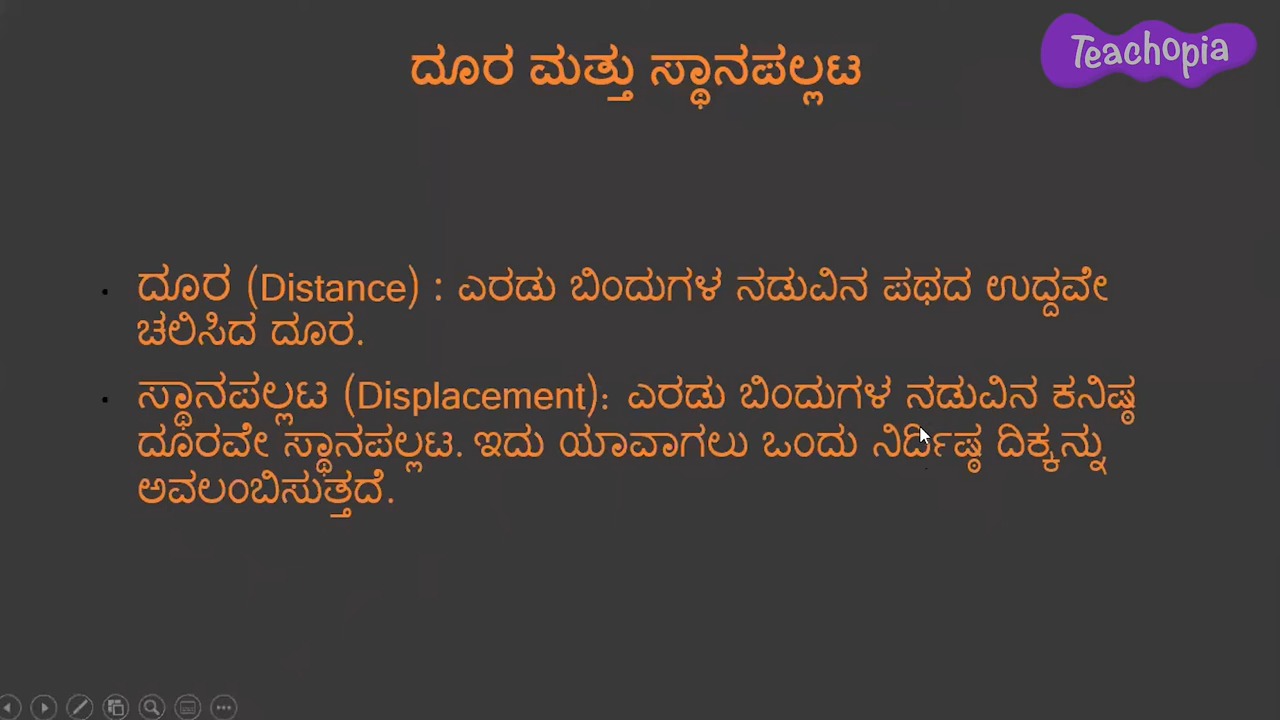 Teachopia
ದೂರ ಮತ್ತು ಸ್ಥಾನಪಲ್ಲಟ
ದೂರ (Distance) : ಎರಡು ಬಿಂದುಗಳ ನಡುವಿನ ಪಥದ ಉದ್ದವೇ
ಚಲಿಸಿದ ದೂರ.
ಸ್ಥಾನಪಲ್ಲಟ (Displacement): ಎರಡು ಬಿಂದುಗಳ ನಡುವಿನ ಕನಿಷ್ಠ
ದೂರವೇ ಸ್ಥಾನಪಲ್ಲಟ. ಇದು ಯಾವಾಗಲು ಒಂದು ನಿರ್ದಿಷ್ಠ ದಿಕ್ಕನ್ನು
ಅವಲಂಬಿಸುತ್ತದೆ.